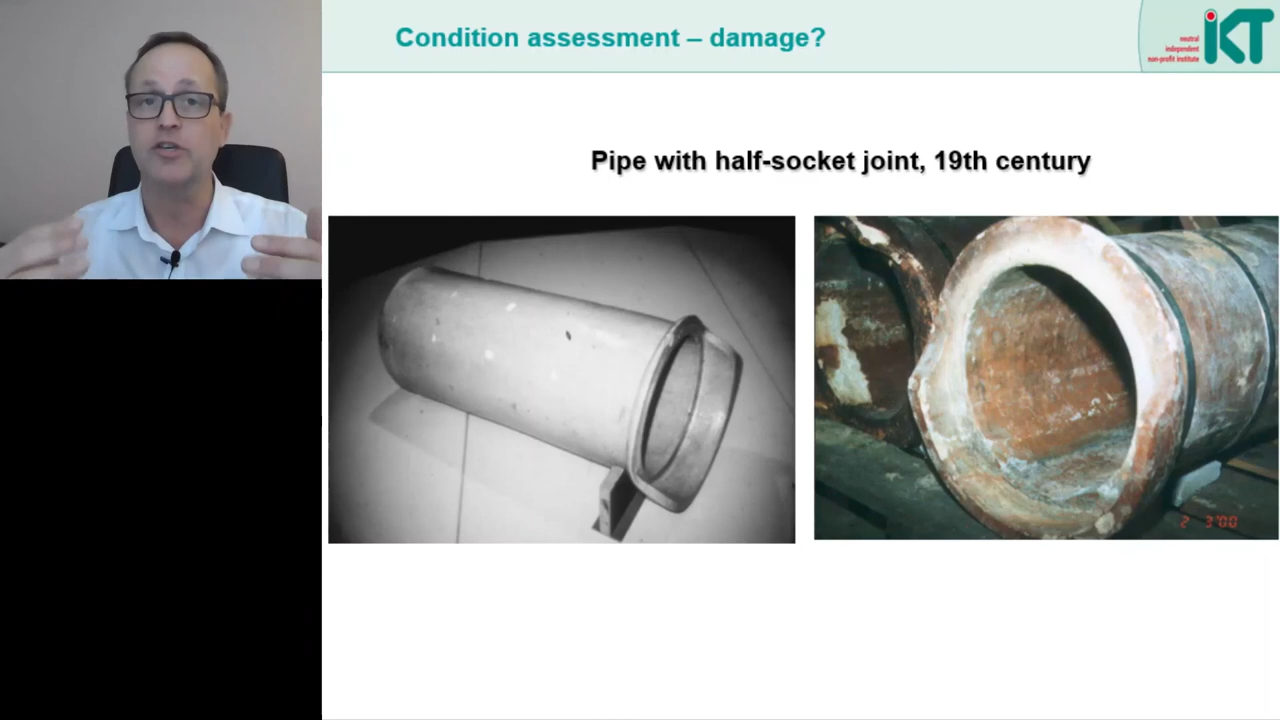 Condition assessment – damage?
neutral
independent
non-profit institute
iKT
Pipe with half-socket joint, 19th century
2 3'00